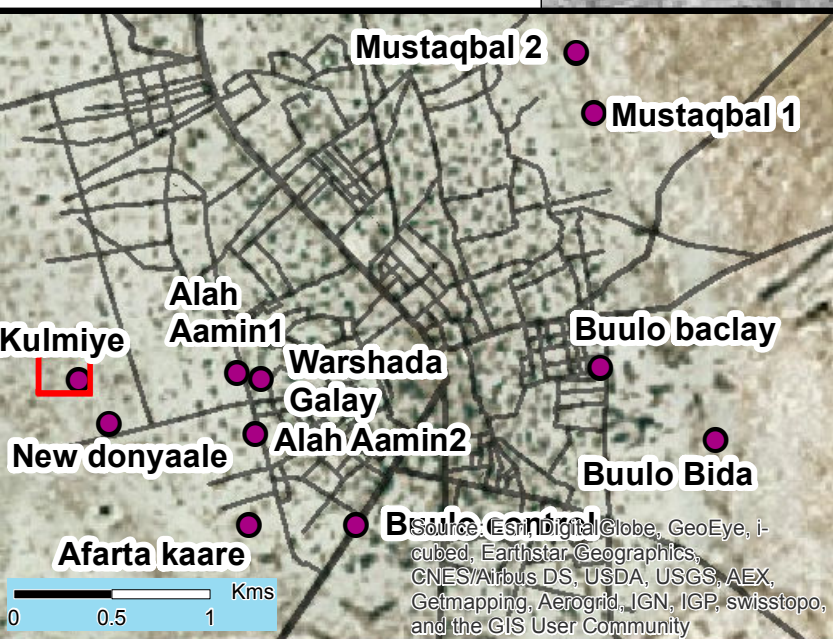 Mustaqbal 2
Mustaqbal 1
Alah
Aamin1
Kulmiye
Buulo baclay
Warshada
Galay
New donyaale
Alah Aamin2
Buulo Bida
Buulo control
Afarta kaare
Source: Esri, DigitalGlobe, GeoEye, i-
cubed, Earthstar Geographics,
CNES/Airbus DS, USDA, USGS, AEX,
Getmapping, Aerogrid, IGN, IGP, swisstopo,
and the GIS User Community
Kms
0 0.5 1